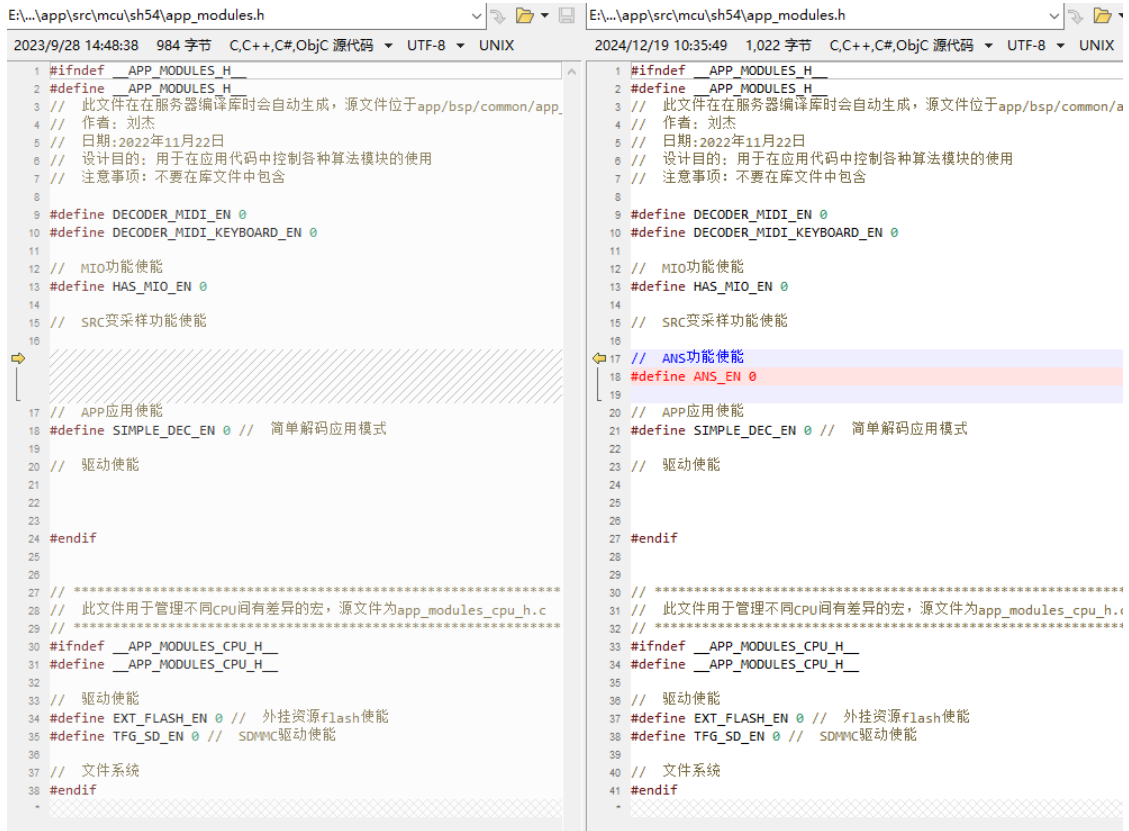 E:\...\app\src\mcu\sh54\app_modules.h
2023/9/28 14:48:38 984 字节 C,C++,C#,ObjC 源代码 UTF-8 UNIX
1 #ifndef __APP_MODULES_H__
2 #define __APP_MODULES_H__
3 // 此文件在在服务器编译库时会自动生成，源文件位于app/bsp/common/app_
4 // 作者: 刘杰
5 // 日期:2022年11月22日
6 // 设计目的: 用于在应用代码中控制各种算法模块的使用
7 // 注意事项: 不要在库文件中包含
8
9 #define DECODER_MIDI_EN 0
10 #define DECODER_MIDI_KEYBOARD_EN 0
11
12 // MIO功能使能
13 #define HAS_MIO_EN 0
14
15 // SRC变采样功能使能
16
17 // APP应用使能
18 #define SIMPLE_DEC_EN 0 // 简单解码应用模式
19
20 // 驱动使能
21
22
23
24 #endif
25
26
27 // **************************************************************
28 // 此文件用于管理不同CPU间有差异的宏，源文件为app_modules_cpu_h.c
29 // **************************************************************
30 #ifndef __APP_MODULES_CPU_H__
31 #define __APP_MODULES_CPU_H__
32
33 // 驱动使能
34 #define EXT_FLASH_EN 0 // 外挂资源flash使能
35 #define TFG_SD_EN 0 // SDMMC驱动使能
36
37 // 文件系统
38 #endif
E:\...\app\src\mcu\sh54\app_modules.h
2024/12/19 10:35:49 1,022 字节 C,C++,C#,ObjC 源代码 UTF-8 UNIX
1 #ifndef __APP_MODULES_H__
2 #define __APP_MODULES_H__
3 // 此文件在在服务器编译库时会自动生成，源文件位于app/bsp/common/a
4 // 作者: 刘杰
5 // 日期:2022年11月22日
6 // 设计目的: 用于在应用代码中控制各种算法模块的使用
7 // 注意事项: 不要在库文件中包含
8
9 #define DECODER_MIDI_EN 0
10 #define DECODER_MIDI_KEYBOARD_EN 0
11
12 // MIO功能使能
13 #define HAS_MIO_EN 0
14
15 // SRC变采样功能使能
16
17 // ANS功能使能
18 #define ANS_EN 0
19
20 // APP应用使能
21 #define SIMPLE_DEC_EN 0 // 简单解码应用模式
22
23 // 驱动使能
24
25
26
27 #endif
28
29
30 // ************************************************************
31 // 此文件用于管理不同CPU间有差异的宏，源文件为app_modules_cpu_h.c
32 // ************************************************************
33 #ifndef __APP_MODULES_CPU_H__
34 #define __APP_MODULES_CPU_H__
35
36 // 驱动使能
37 #define EXT_FLASH_EN 0 // 外挂资源flash使能
38 #define TFG_SD_EN 0 // SDMMC驱动使能
39
40 // 文件系统
41 #endif